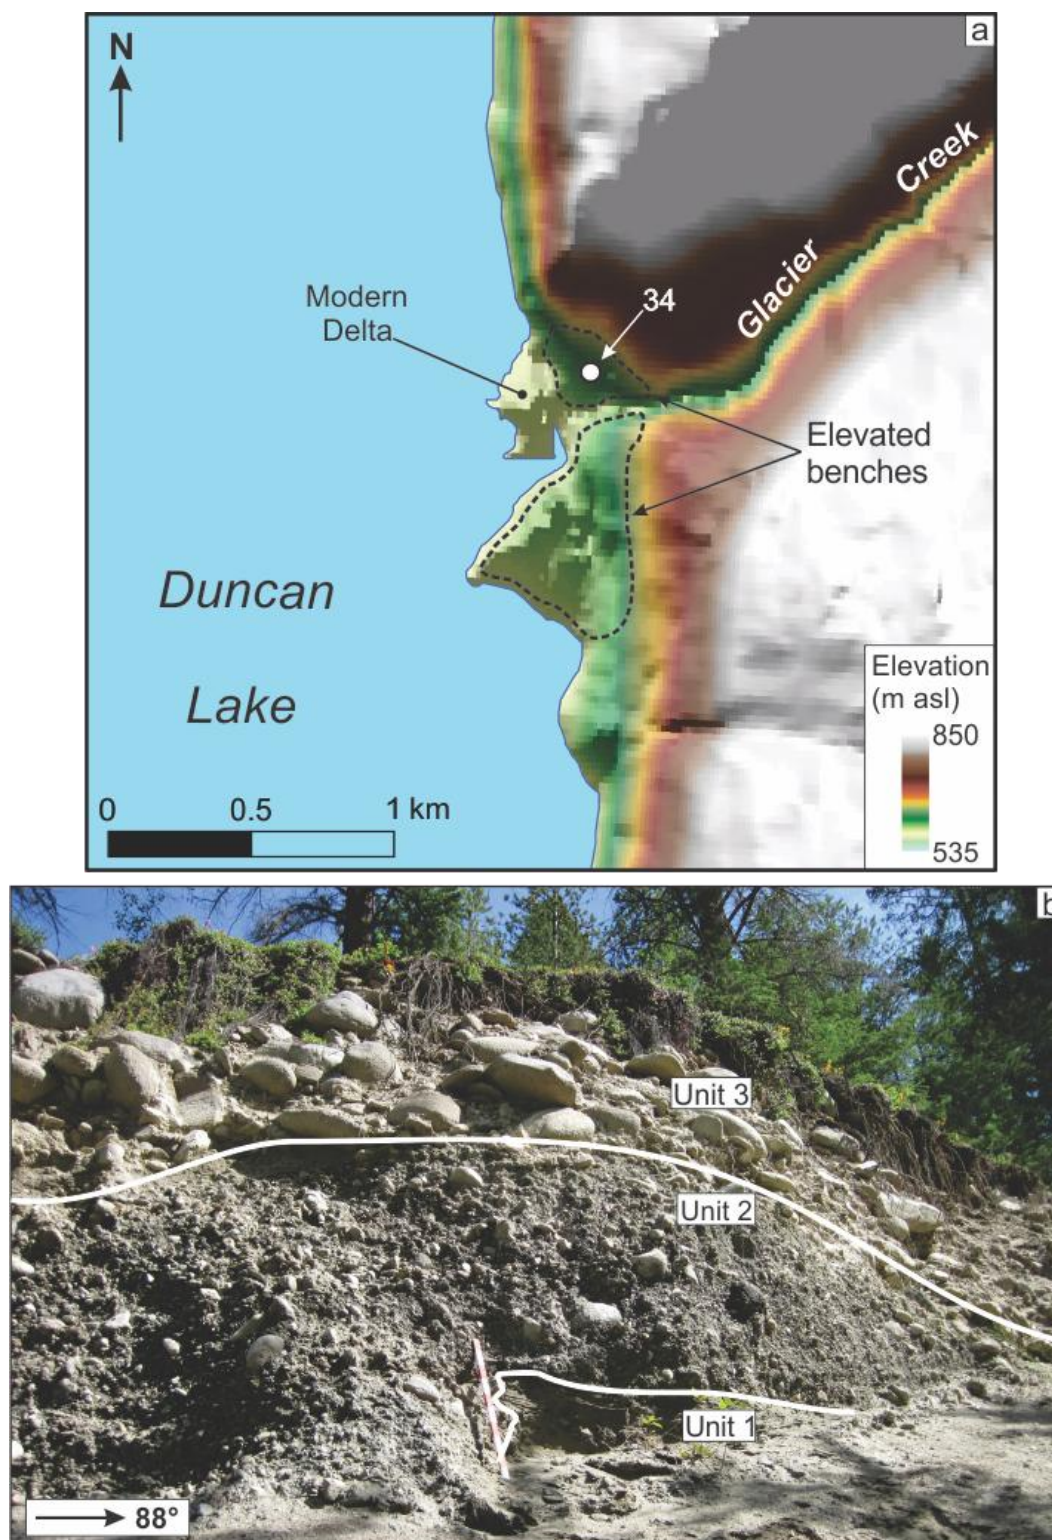 a
N
Creek
Glacier
34
Modern
Delta
Elevated
benches
Duncan
Lake
Elevation
(m asl)
850
535
0 0.5 1 km
b
Unit 3
Unit 2
Unit 1
88°